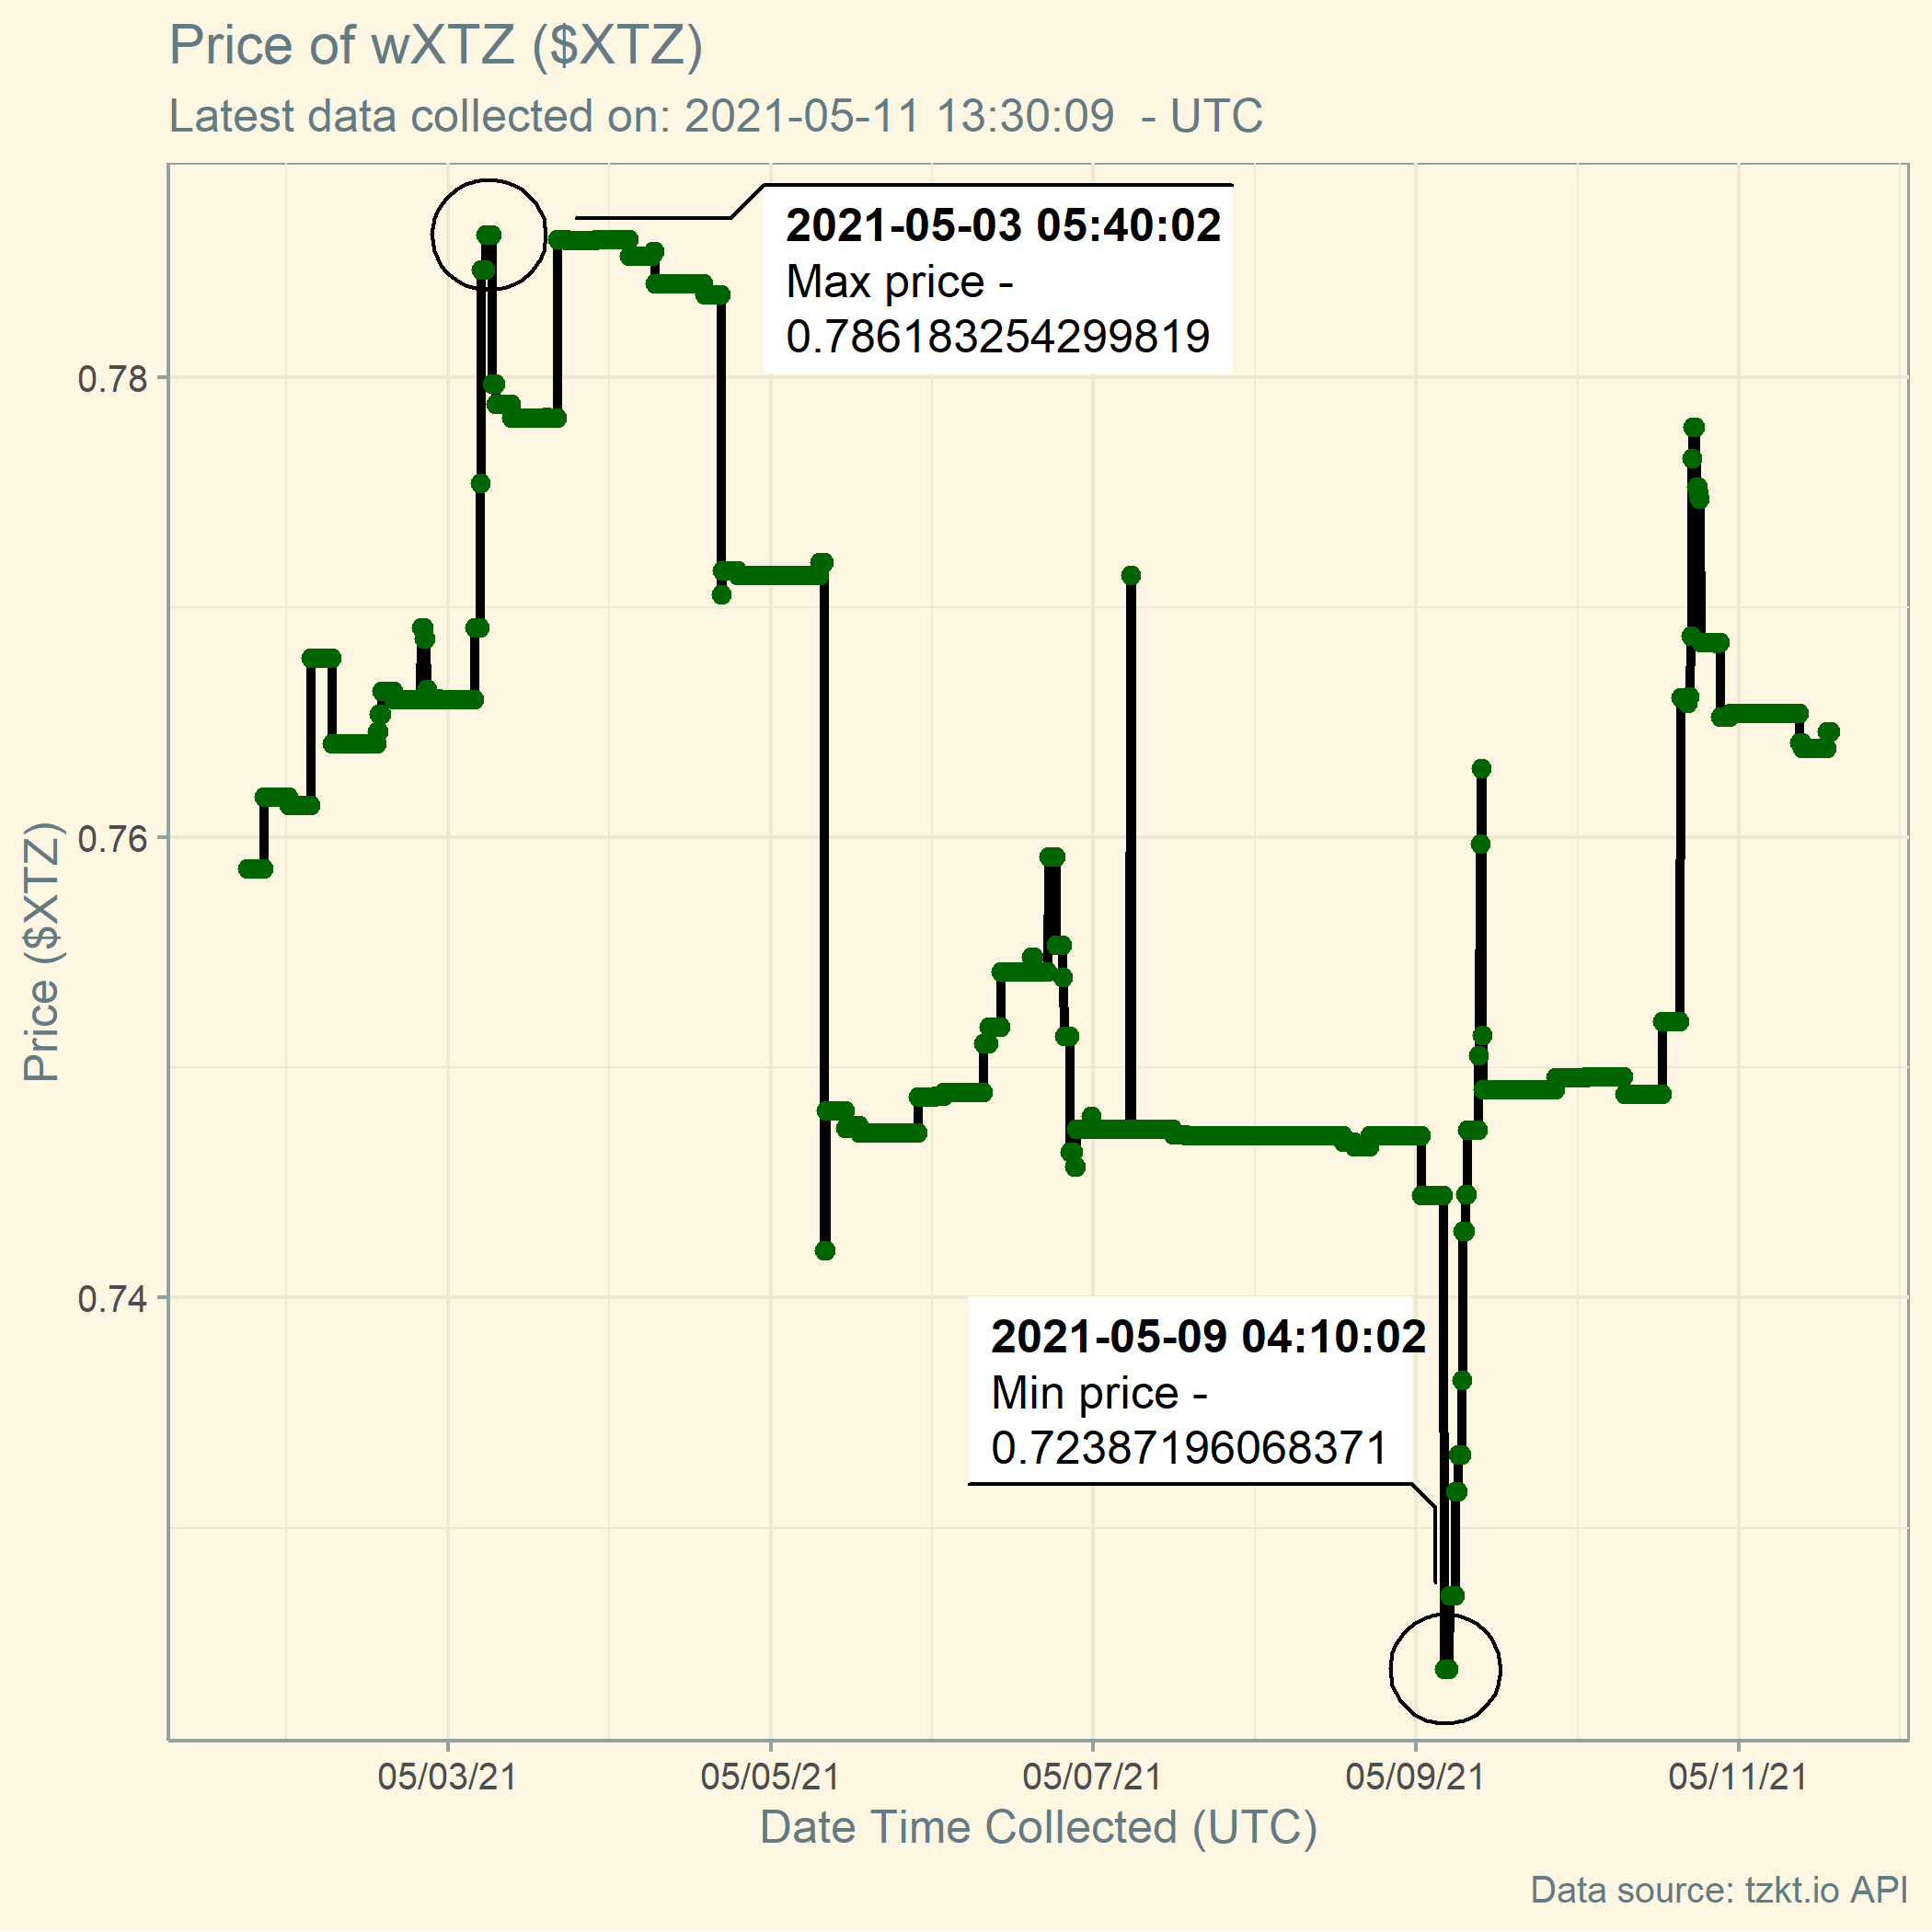 Price of wXTZ ($XTZ)
Latest data collected on: 2021-05-11 13:30:09  - UTC
2021-05-03 05:40:02
Max price -
0.786183254299819
0.78
0.76
0.74
Price ($XTZ)
2021-05-09 04:10:02
Min price -
0.72387196068371
05/03/21
05/05/21
05/07/21
05/09/21
05/11/21
Date Time Collected (UTC)
Data source: tzkt.io API